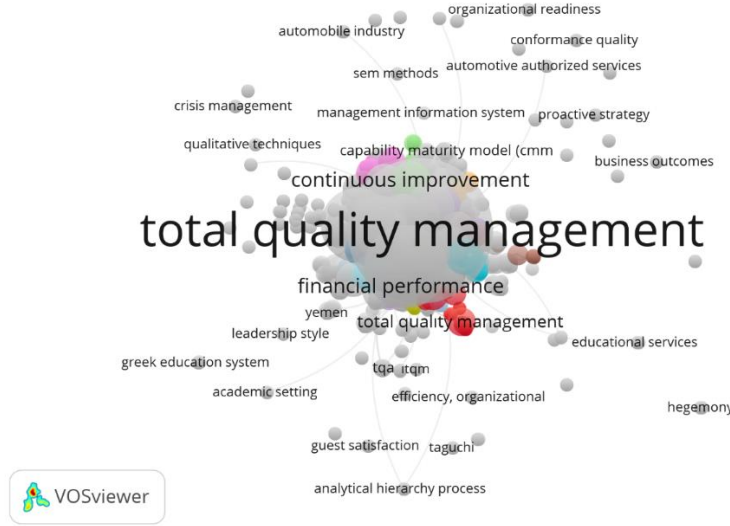 organizational readiness
automobile industry
conformance quality
automotive authorized services
sem methods
crisis management
management information system
proactive strategy
qualitative techniques
capability maturity model (cmm
business outcomes
continuous improvement
total quality management
financial performance
yemen
total quality management
leadership style
educational services
greek education system
tqa
itqm
academic setting
efficiency, organizational
hegemony
guest satisfaction
taguchi
analytical hierarchy process
VOSviewer